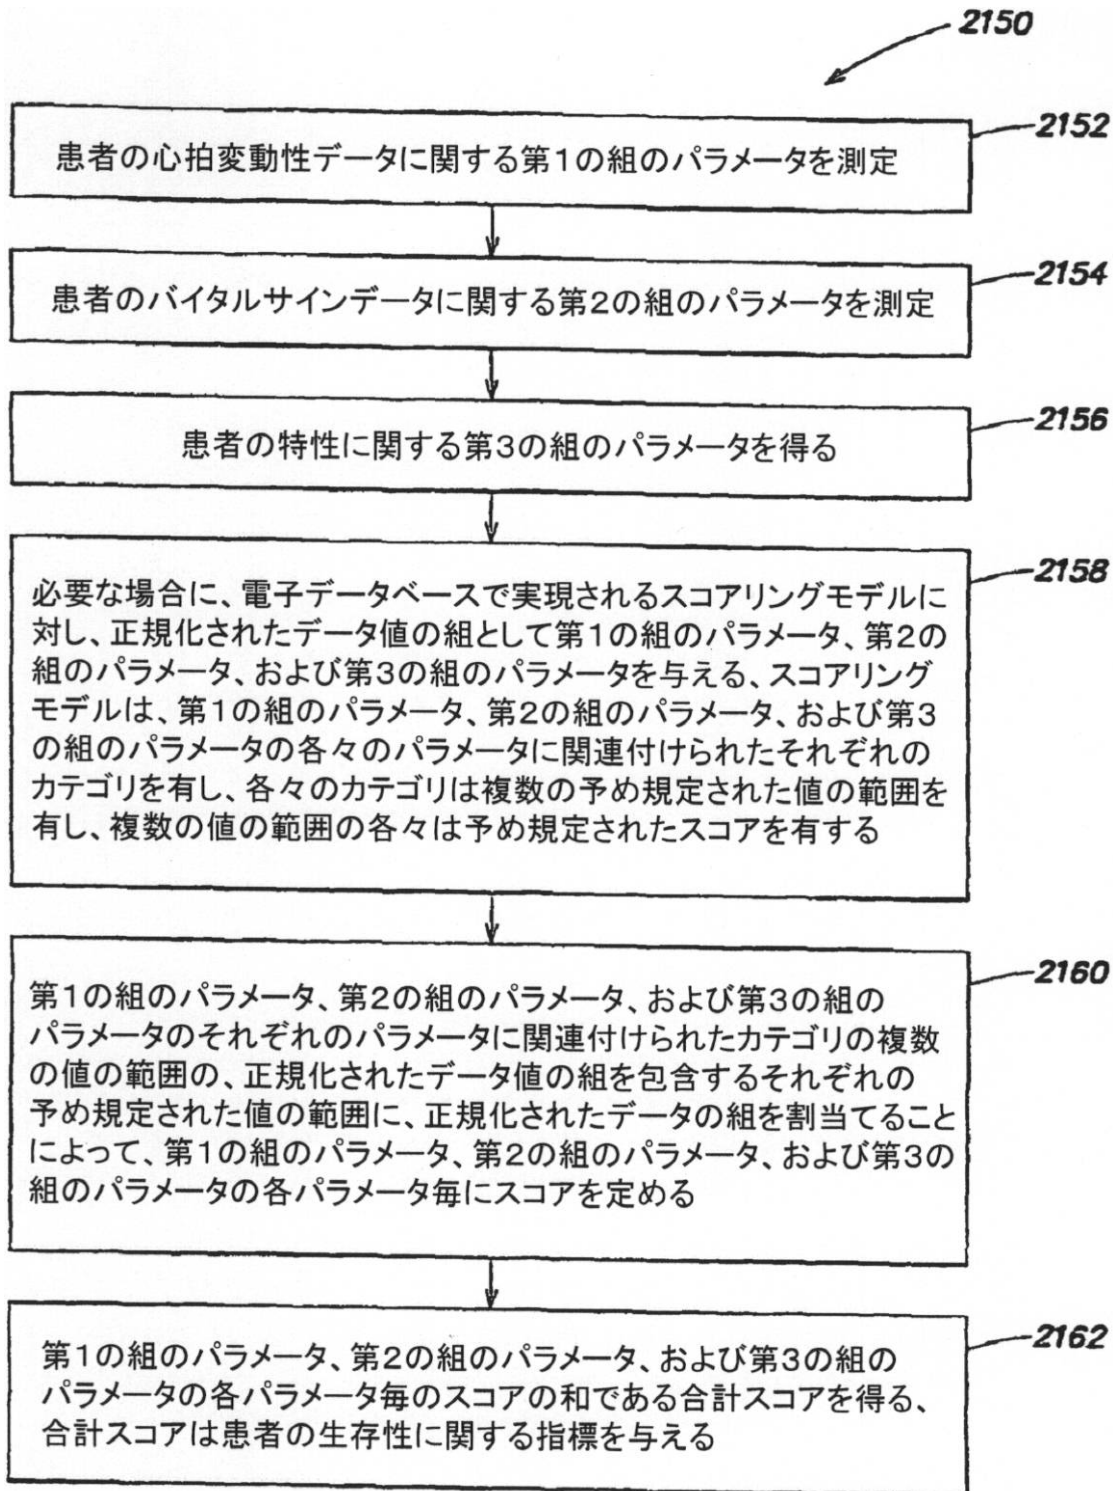 2150
2152
患者の心拍変動性データに関する第1の組のパラメータを測定
2154
患者のバイタルサインデータに関する第2の組のパラメータを測定
2156
患者の特性に関する第3の組のパラメータを得る
2158
必要な場合に、電子データベースで実現されるスコアリングモデルに
対し、正規化されたデータ値の組として第1の組のパラメータ、第2の
組のパラメータ、および第3の組のパラメータを与える、スコアリング
モデルは、第1の組のパラメータ、第2の組のパラメータ、および第3
の組のパラメータの各々のパラメータに関連付けられたそれぞれの
カテゴリを有し、各々のカテゴリは複数の予め規定された値の範囲を
有し、複数の値の範囲の各々は予め規定されたスコアを有する
2160
第1の組のパラメータ、第2の組のパラメータ、および第3の組の
パラメータのそれぞれのパラメータに関連付けられたカテゴリの複数
の値の範囲の、正規化されたデータ値の組を包含するそれぞれの
予め規定された値の範囲に、正規化されたデータの組を割当てること
によって、第1の組のパラメータ、第2の組のパラメータ、および第3の
組のパラメータの各パラメータ毎にスコアを定める
2162
第1の組のパラメータ、第2の組のパラメータ、および第3の組の
パラメータの各パラメータ毎のスコアの和である合計スコアを得る、
合計スコアは患者の生存性に関する指標を与える